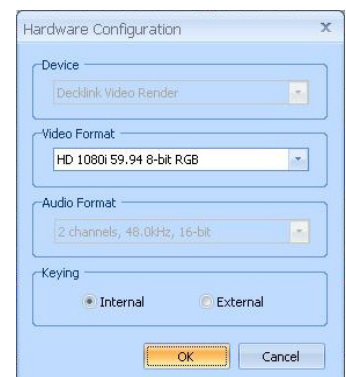 Hardware Configuration x
Device
Decklink Video Render
Video Format
HD 1080i 59.94 8-bit RGB
Audio Format
2 channels, 48.0kHz, 16-bit
Keying
Internal External
OK Cancel